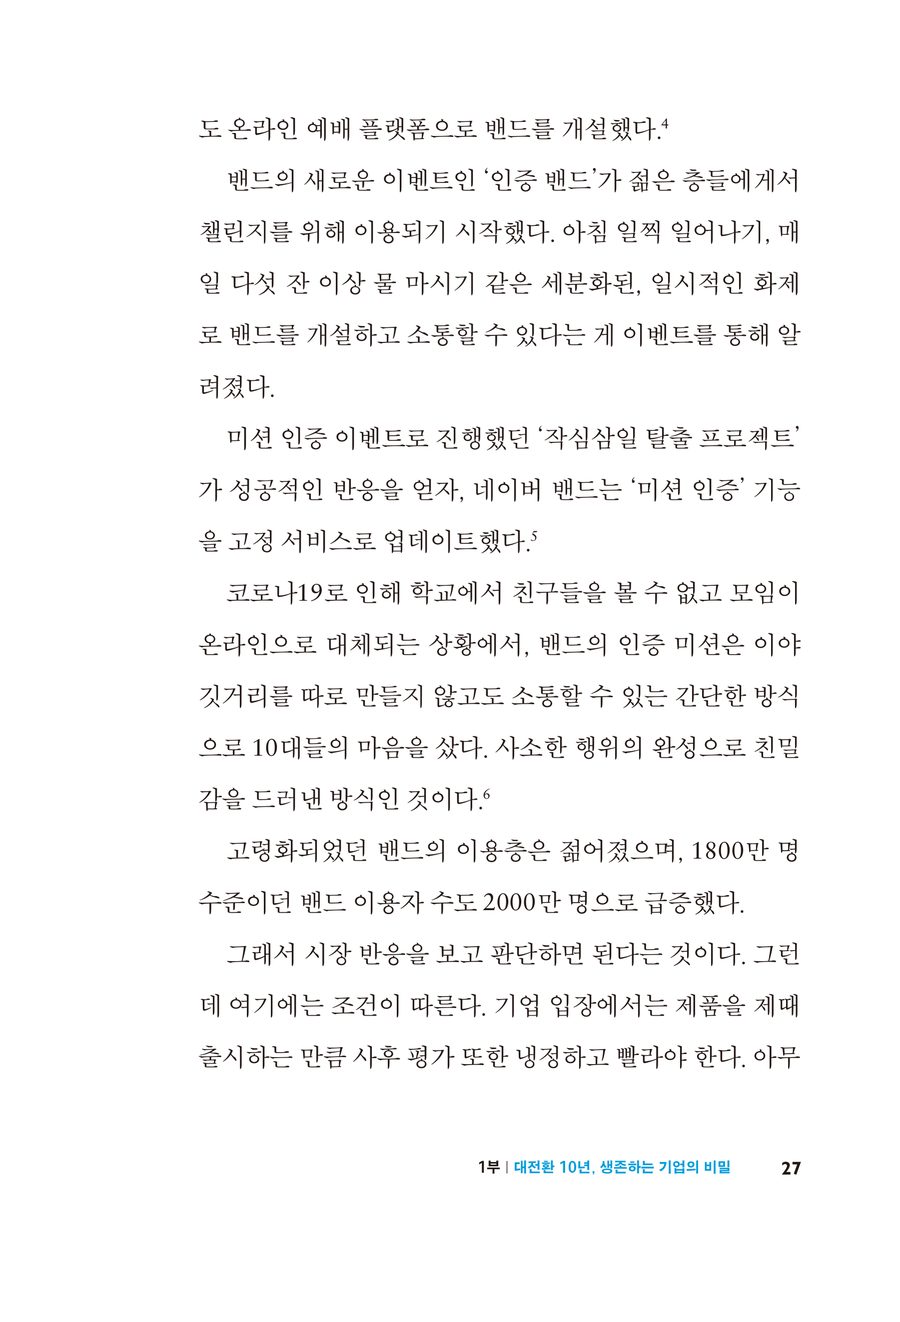 도 온라인 예배 플랫폼으로 밴드를 개설했다.⁴
밴드의 새로운 이벤트인 ‘인증 밴드’가 젊은 층들에게서
챌린지를 위해 이용되기 시작했다. 아침 일찍 일어나기, 매
일 다섯 잔 이상 물 마시기 같은 세분화된, 일시적인 화제
로 밴드를 개설하고 소통할 수 있다는 게 이벤트를 통해 알
려졌다.
미션 인증 이벤트로 진행했던 ‘작심삼일 탈출 프로젝트’
가 성공적인 반응을 얻자, 네이버 밴드는 ‘미션 인증’ 기능
을 고정 서비스로 업데이트했다.⁵
코로나19로 인해 학교에서 친구들을 볼 수 없고 모임이
온라인으로 대체되는 상황에서, 밴드의 인증 미션은 이야
깃거리를 따로 만들지 않고도 소통할 수 있는 간단한 방식
으로 10대들의 마음을 샀다. 사소한 행위의 완성으로 친밀
감을 드러낸 방식인 것이다.⁶
고령화되었던 밴드의 이용층은 젊어졌으며, 1800만 명
수준이던 밴드 이용자 수도 2000만 명으로 급증했다.
그래서 시장 반응을 보고 판단하면 된다는 것이다. 그런
데 여기에는 조건이 따른다. 기업 입장에서는 제품을 제때
출시하는 만큼 사후 평가 또한 냉정하고 빨라야 한다. 아무
1부 | 대전환 10년, 생존하는 기업의 비밀 27